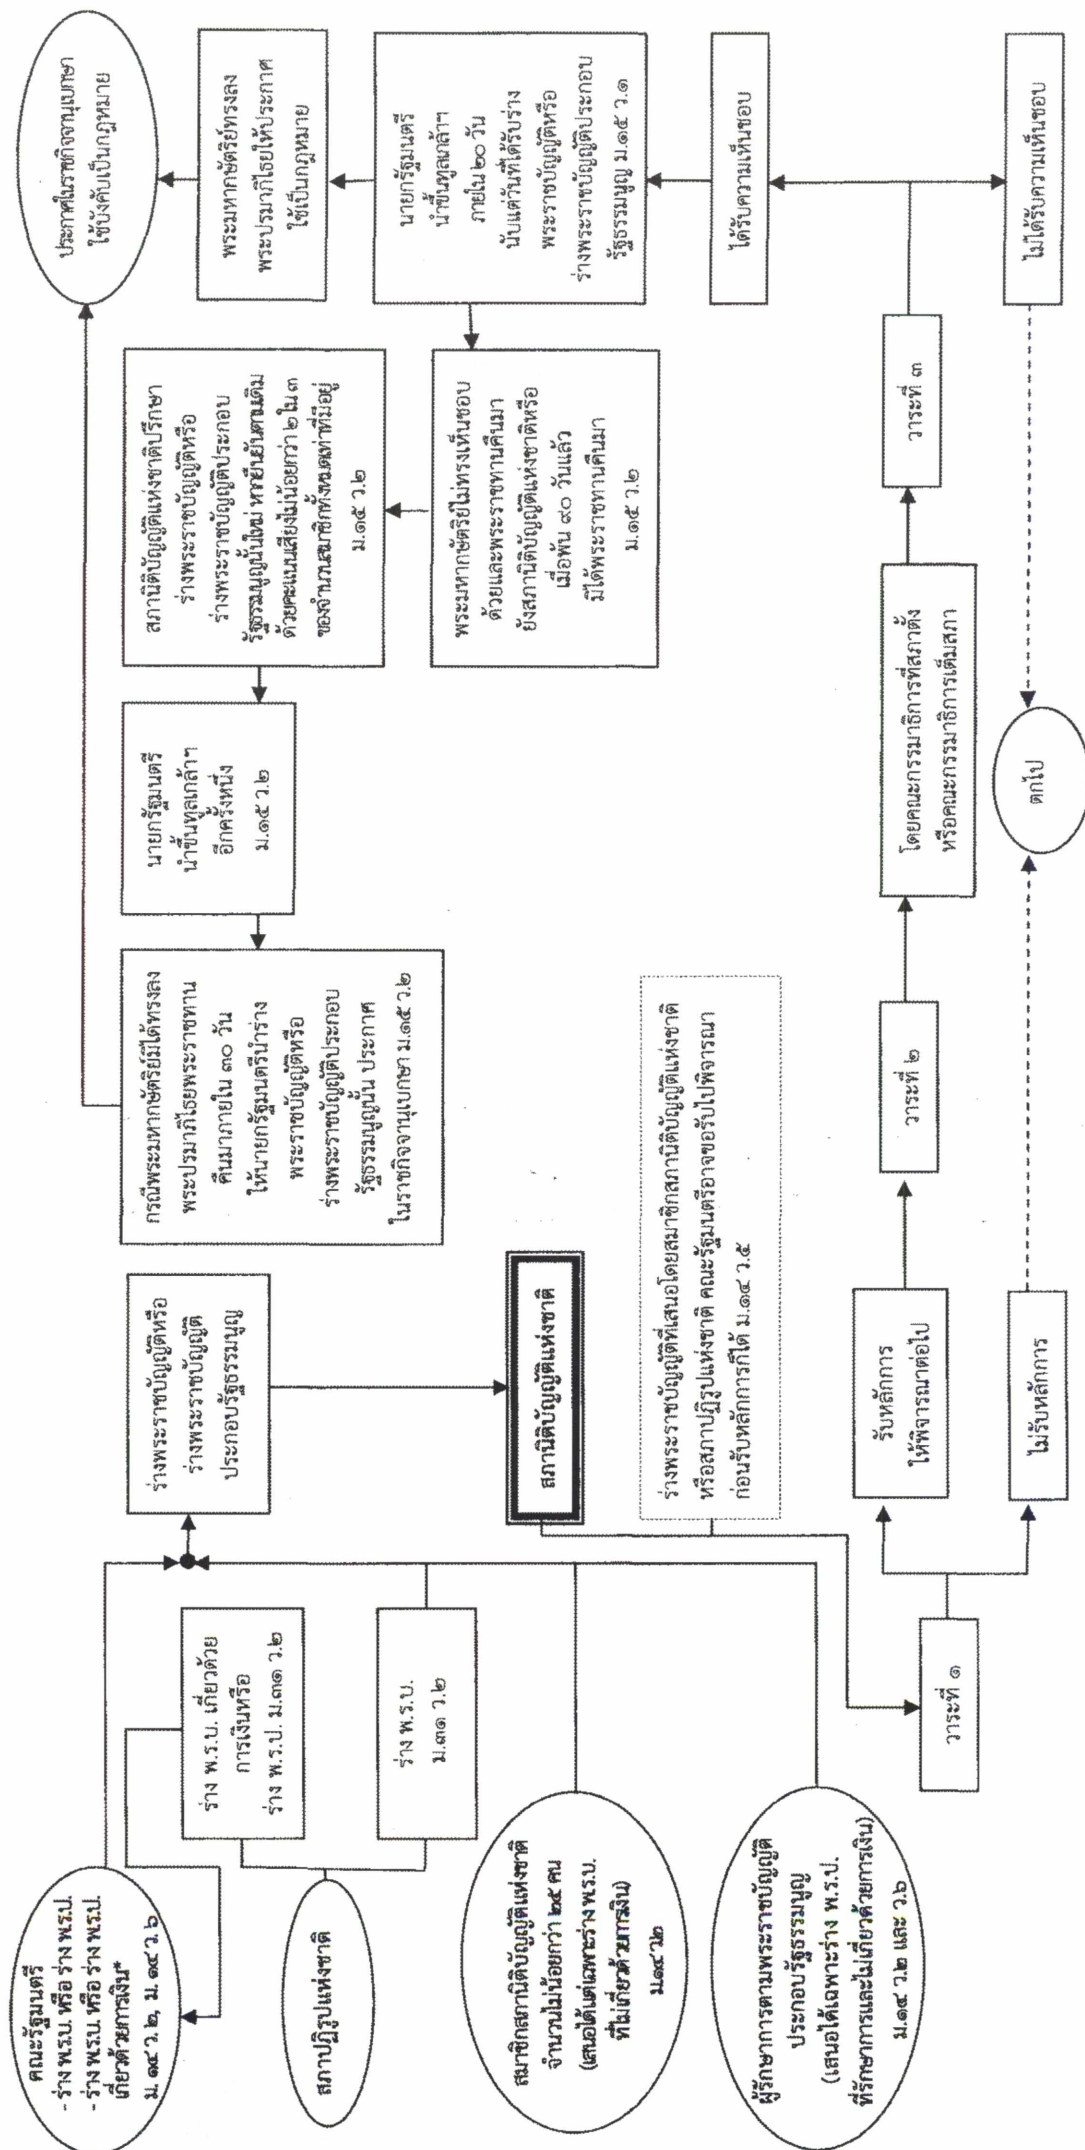 คณะรัฐมนตรี
- ร่าง พ.ร.บ. หรือ ร่าง พ.ร.ป.
- ร่าง พ.ร.บ. หรือ ร่าง พ.ร.ป.
เกี่ยวด้วยการเงิน*
ม. ๑๔ ว. ๒, ม. ๑๔ ว. ๖
สภาปฏิรูปแห่งชาติ
ร่าง พ.ร.บ. เกี่ยวด้วย
การเงินหรือ
ร่าง พ.ร.ป. ม.๓๑ ว.๒
ร่าง พ.ร.บ.
ม.๓๑ ว.๒
สมาชิกสภานิติบัญญัติแห่งชาติ
จำนวนไม่น้อยกว่า ๒๕ คน
(เสนอได้แต่เฉพาะร่าง พ.ร.บ.
ที่ไม่เกี่ยวด้วยการเงิน)
ม.๑๔ ว.๒
ผู้รักษาการตามพระราชบัญญัติ
ประกอบรัฐธรรมนูญ
(เสนอได้เฉพาะร่าง พ.ร.ป.
ที่รักษาการและไม่เกี่ยวด้วยการเงิน)
ม.๑๔ ว.๒ และ ว.๖
ร่างพระราชบัญญัติหรือ
ร่างพระราชบัญญัติ
ประกอบรัฐธรรมนูญ
สภานิติบัญญัติแห่งชาติ
ร่างพระราชบัญญัติที่เสนอโดยสมาชิกสภานิติบัญญัติแห่งชาติ
หรือสภาปฏิรูปแห่งชาติ คณะรัฐมนตรีอาจขอรับไปพิจารณา
ก่อนรับหลักการก็ได้ ม.๑๔ ว.๕
วาระที่ ๑
รับหลักการ
ให้พิจารณาต่อไป
ไม่รับหลักการ
วาระที่ ๒
โดยคณะกรรมาธิการที่สภาตั้ง
หรือคณะกรรมาธิการเต็มสภา
ตกไป
วาระที่ ๓
ได้รับความเห็นชอบ
ไม่ได้รับความเห็นชอบ
นายกรัฐมนตรี
นำขึ้นทูลเกล้าฯ
ภายใน ๒๐ วัน
นับแต่วันที่ได้รับร่าง
พระราชบัญญัติหรือ
ร่างพระราชบัญญัติประกอบ
รัฐธรรมนูญ ม.๑๕ ว.๑
พระมหากษัตริย์ทรงลง
พระปรมาภิไธยให้ประกาศ
ใช้เป็นกฎหมาย
ประกาศในราชกิจจานุเบกษา
ใช้บังคับเป็นกฎหมาย
พระมหากษัตริย์ไม่ทรงเห็นชอบ
ด้วยและพระราชทานคืนมา
ยังสภานิติบัญญัติแห่งชาติหรือ
เมื่อพ้น ๙๐ วันแล้ว
มิได้พระราชทานคืนมา
ม.๑๕ ว.๒
สภานิติบัญญัติแห่งชาติปรึกษา
ร่างพระราชบัญญัติหรือ
ร่างพระราชบัญญัติประกอบ
รัฐธรรมนูญนั้นใหม่ หากยืนยันตามเดิม
ด้วยคะแนนเสียงไม่น้อยกว่า ๒ ใน ๓
ของจำนวนสมาชิกทั้งหมดเท่าที่มีอยู่
ม.๑๕ ว.๒
นายกรัฐมนตรี
นำขึ้นทูลเกล้าฯ
อีกครั้งหนึ่ง
ม.๑๕ ว.๒
กรณีพระมหากษัตริย์มิได้ทรงลง
พระปรมาภิไธยพระราชทาน
คืนมาภายใน ๓๐ วัน
ให้นายกรัฐมนตรีนำร่าง
พระราชบัญญัติหรือ
ร่างพระราชบัญญัติประกอบ
รัฐธรรมนูญนั้น ประกาศ
ในราชกิจจานุเบกษา ม.๑๕ ว.๒